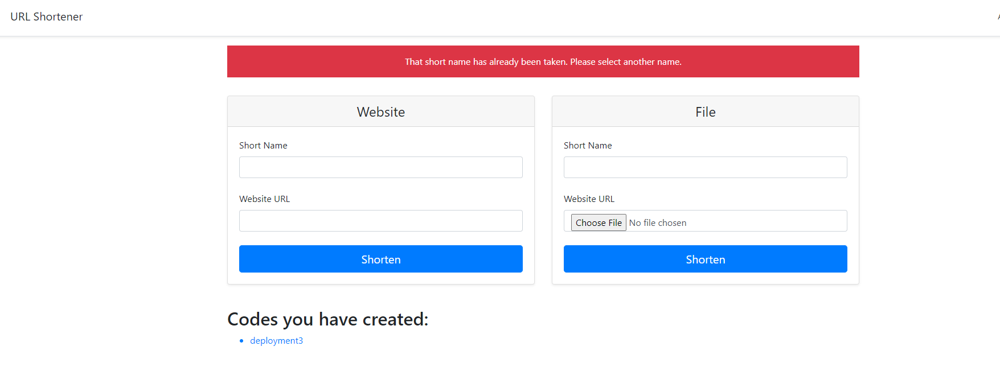 URL Shortener
That short name has already been taken. Please select another name.
Website
Short Name
Website URL
Shorten
File
Short Name
Website URL
Choose File No file chosen
Shorten
Codes you have created:
deployment3